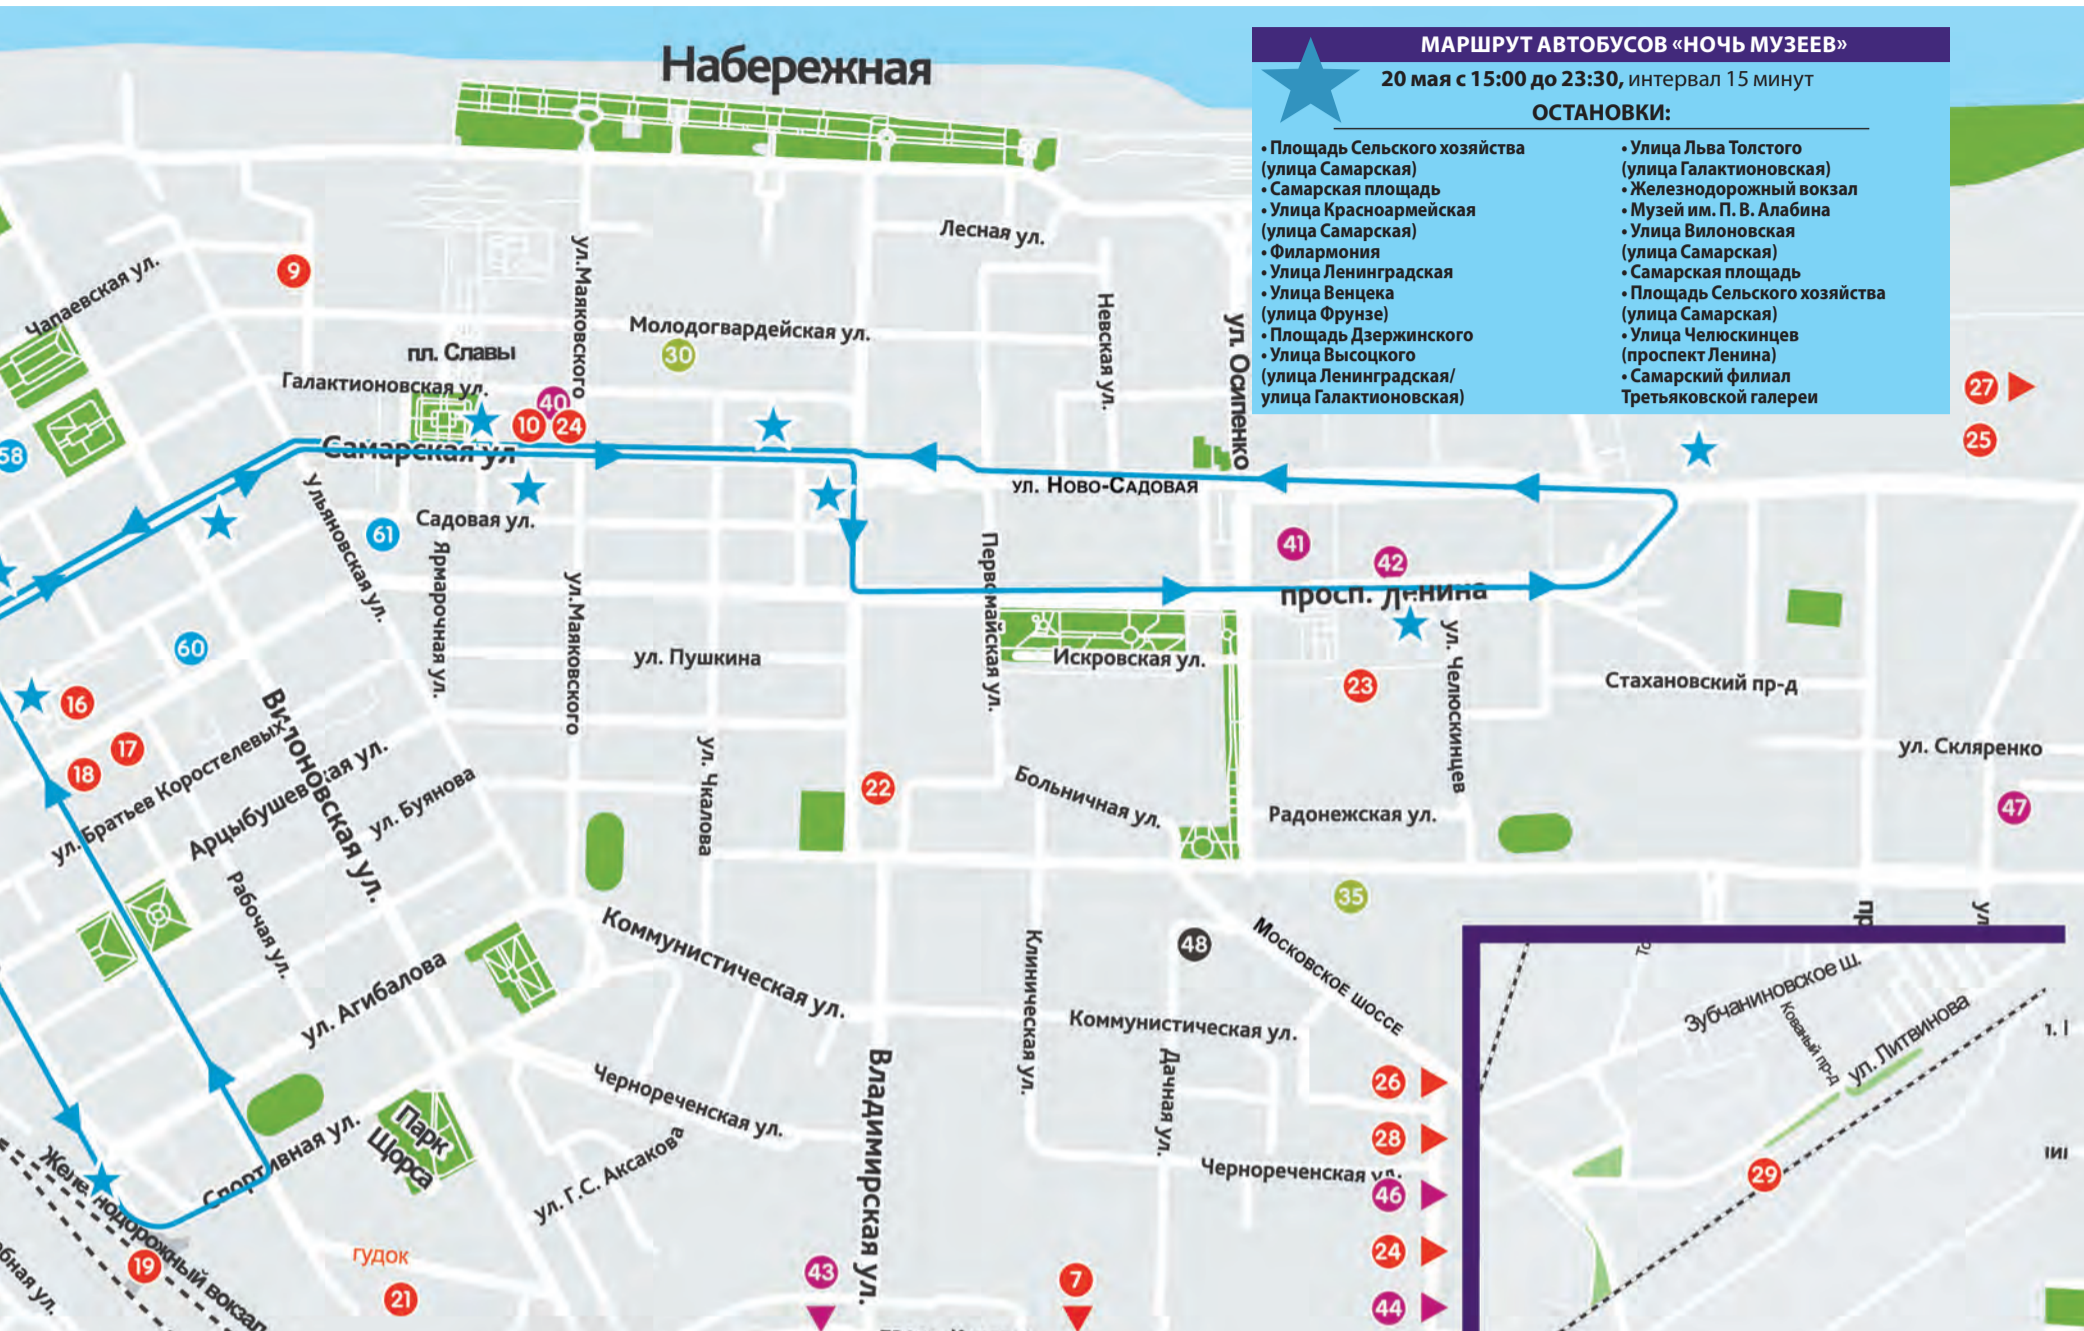 Набережная
МАРШРУТ АВТОБУСОВ «НОЧЬ МУЗЕЕВ»
20 мая с 15:00 до 23:30, интервал 15 минут
ОСТАНОВКИ:
• Площадь Сельского хозяйства
(улица Самарская)
• Самарская площадь
• Улица Красноармейская
(улица Самарская)
• Филармония
• Улица Ленинградская
• Улица Венцека
(улица Фрунзе)
• Площадь Дзержинского
• Улица Высоцкого
(улица Ленинградская/
улица Галактионовская)
• Улица Льва Толстого
(улица Галактионовская)
• Железнодорожный вокзал
• Музей им. П. В. Алабина
• Улица Вилоновская
(улица Самарская)
• Самарская площадь
• Площадь Сельского хозяйства
(улица Самарская)
• Улица Челюскинцев
(проспект Ленина)
• Самарский филиал
Третьяковской галереи
Лесная ул.
Чапаевская ул.
9
ул.Маяковского
Невская ул.
ул. Осипенко
Молодогвардейская ул.
30
пл. Славы
Галактионовская ул.
40
10
24
27
25
58
Самарская ул
ул. Ново-Садовая
Ульяновская ул.
61
Садовая ул.
Ярмарочная ул.
ул.Маяковского
Первомайская ул.
41
42
просп. Ленина
ул. Челюскинцев
60
ул. Пушкина
Искровская ул.
23
Стахановский пр-д
16
17
18
Вилоновская ул.
ул. Братьев Коростелевых
Арцыбушевская ул.
ул. Буянова
ул. Чкалова
22
Больничная ул.
Радонежская ул.
ул. Скляренко
47
Рабочая ул.
35
пр
ул
Коммунистическая ул.
48
Московское шоссе
Клиническая ул.
ул. Агибалова
Коммунистическая ул.
Дачная ул.
Зубчаниновское ш.
Кованый пр-д
ул. Литвинова
Владимирская ул.
Чернореченская ул.
26
28
Парк
Щорса
Спортивная ул.
ул. Г.С. Аксакова
Чернореченская ул.
46
29
Железнодорожный вокзал
19
гудок
21
43
7
24
44